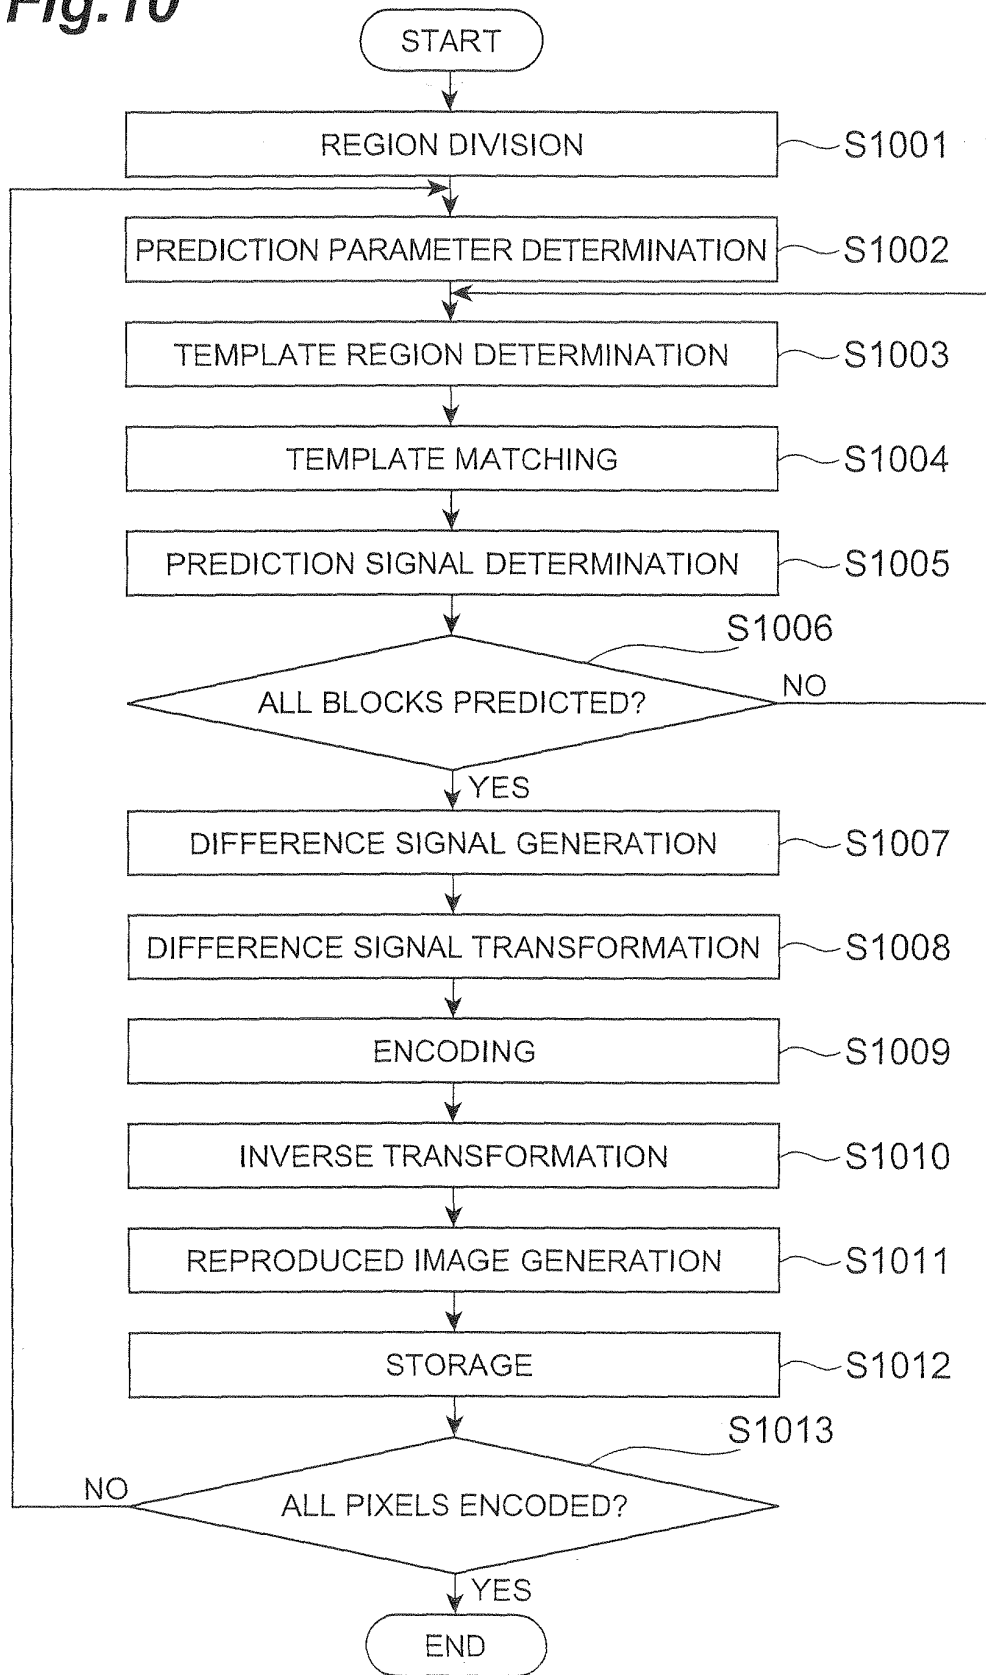 Fig.10
START
REGION DIVISION S1001
PREDICTION PARAMETER DETERMINATION S1002
TEMPLATE REGION DETERMINATION S1003
TEMPLATE MATCHING S1004
PREDICTION SIGNAL DETERMINATION S1005
S1006
ALL BLOCKS PREDICTED? NO
YES
DIFFERENCE SIGNAL GENERATION S1007
DIFFERENCE SIGNAL TRANSFORMATION S1008
ENCODING S1009
INVERSE TRANSFORMATION S1010
REPRODUCED IMAGE GENERATION S1011
STORAGE S1012
S1013
NO ALL PIXELS ENCODED?
YES
END